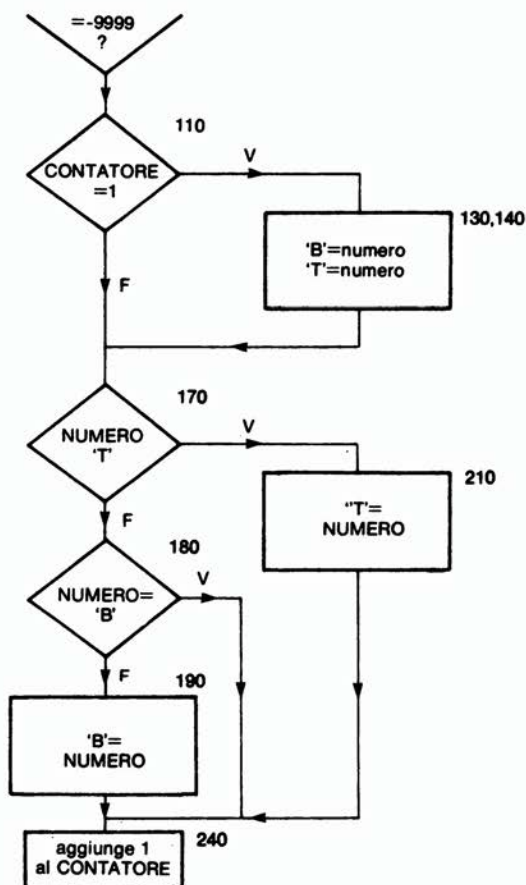 =-9999
?
110
CONTATORE
=1
V
130,140
'B'=numero
'T'=numero
F
170
NUMERO
'T'
V
210
"T'=
NUMERO
F
180
NUMERO=
'B'
V
F
190
'B'=
NUMERO
240
aggiunge 1
al CONTATORE